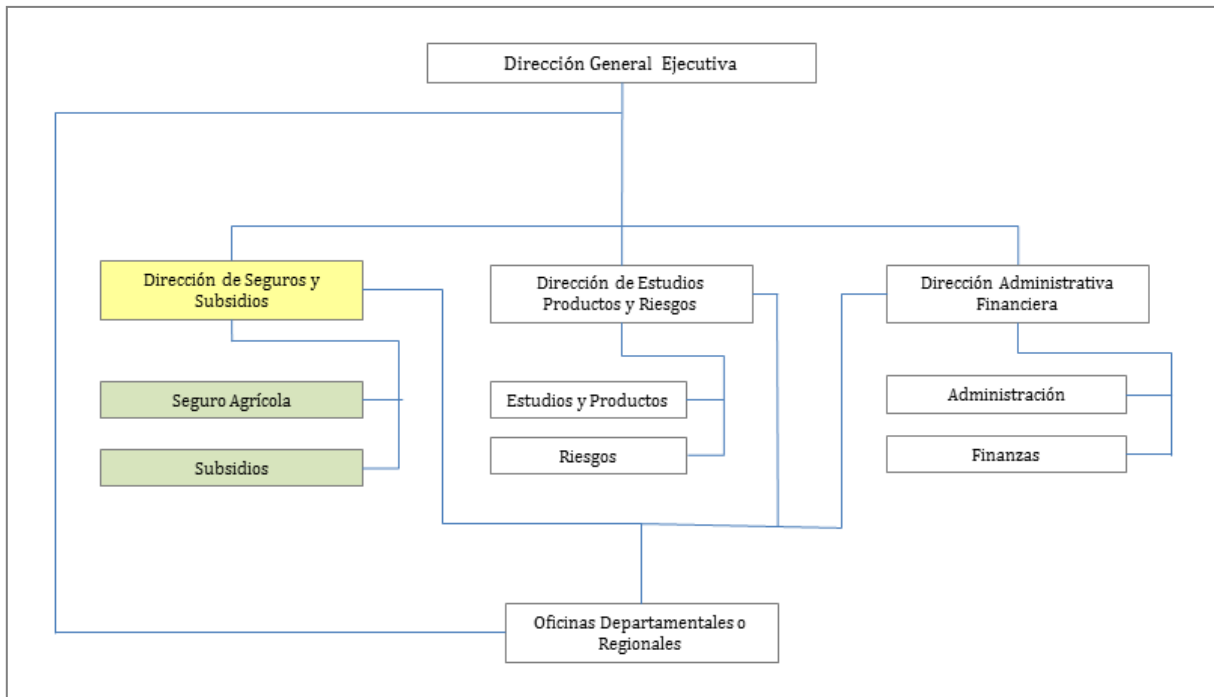 Dirección General Ejecutiva
Dirección de Seguros y
Subsidios
Dirección de Estudios
Productos y Riesgos
Dirección Administrativa
Financiera
Seguro Agrícola
Estudios y Productos
Administración
Subsidios
Riesgos
Finanzas
Oficinas Departamentales o
Regionales